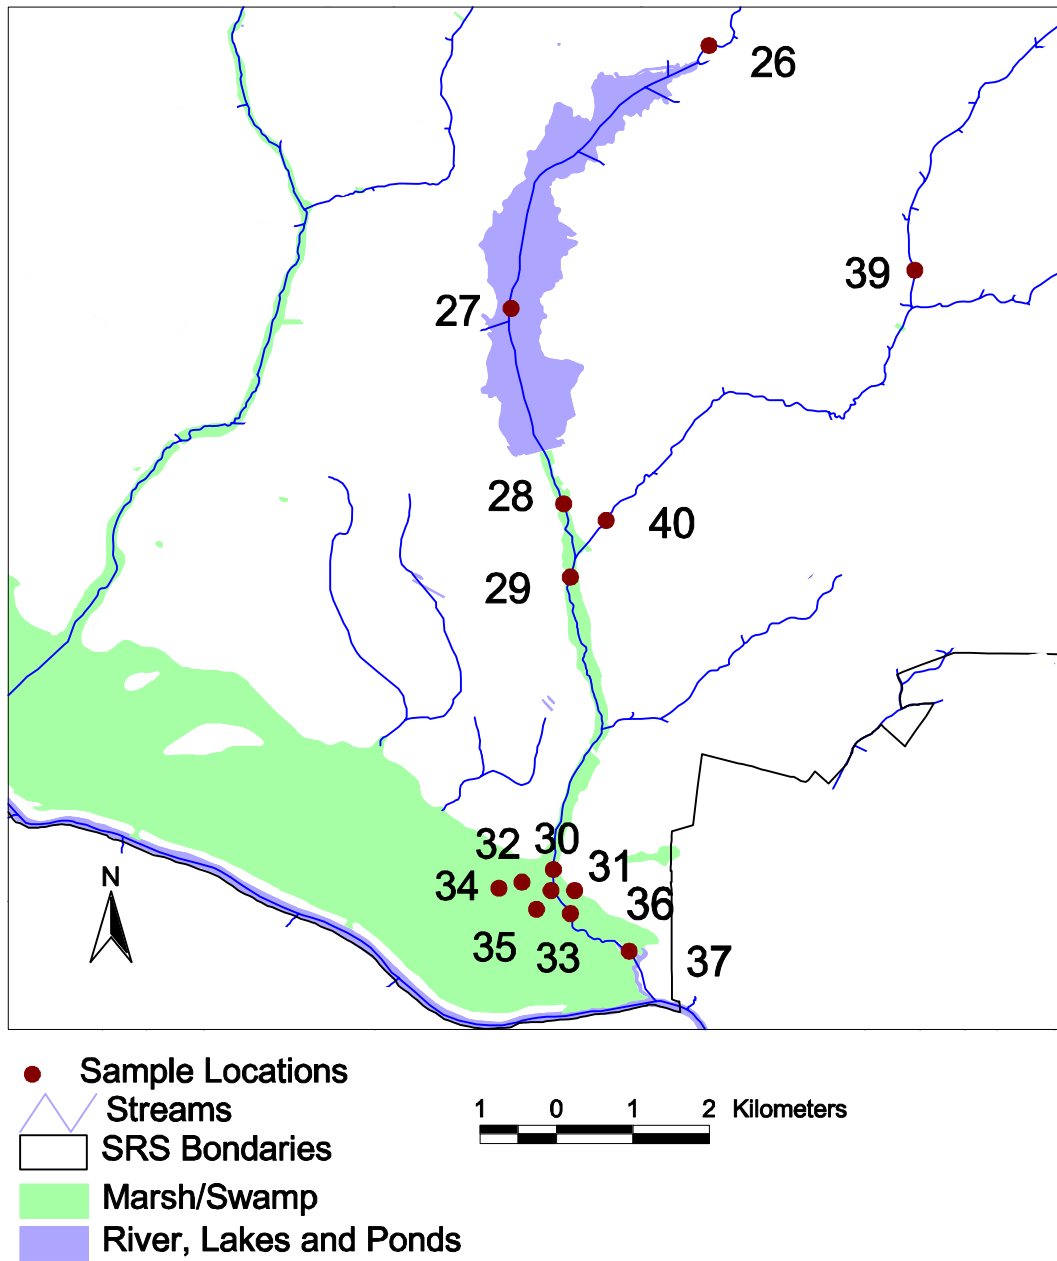 26
39
27
28
40
29
30
32
31
34
36
35
33
37
N
Sample Locations
Streams
SRS Bondaries
Marsh/Swamp
River, Lakes and Ponds
1 0 1 2 Kilometers